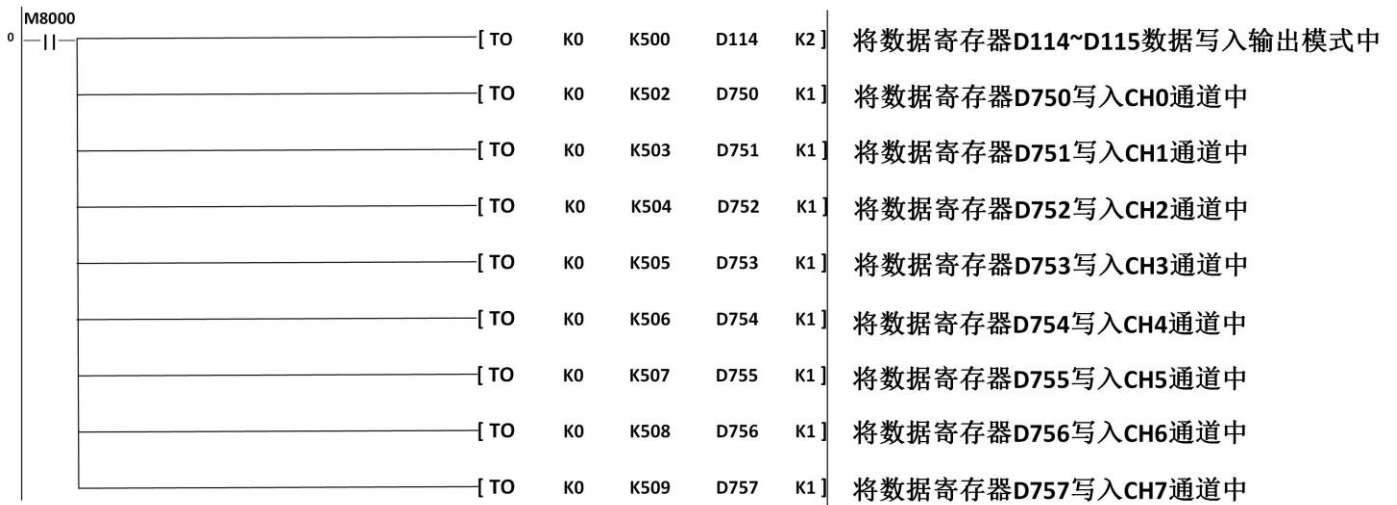 M8000
0 [ TO K0 K500 D114 K2 ] 将数据寄存器D114~D115数据写入输出模式中
[ TO K0 K502 D750 K1 ] 将数据寄存器D750写入CH0通道中
[ TO K0 K503 D751 K1 ] 将数据寄存器D751写入CH1通道中
[ TO K0 K504 D752 K1 ] 将数据寄存器D752写入CH2通道中
[ TO K0 K505 D753 K1 ] 将数据寄存器D753写入CH3通道中
[ TO K0 K506 D754 K1 ] 将数据寄存器D754写入CH4通道中
[ TO K0 K507 D755 K1 ] 将数据寄存器D755写入CH5通道中
[ TO K0 K508 D756 K1 ] 将数据寄存器D756写入CH6通道中
[ TO K0 K509 D757 K1 ] 将数据寄存器D757写入CH7通道中